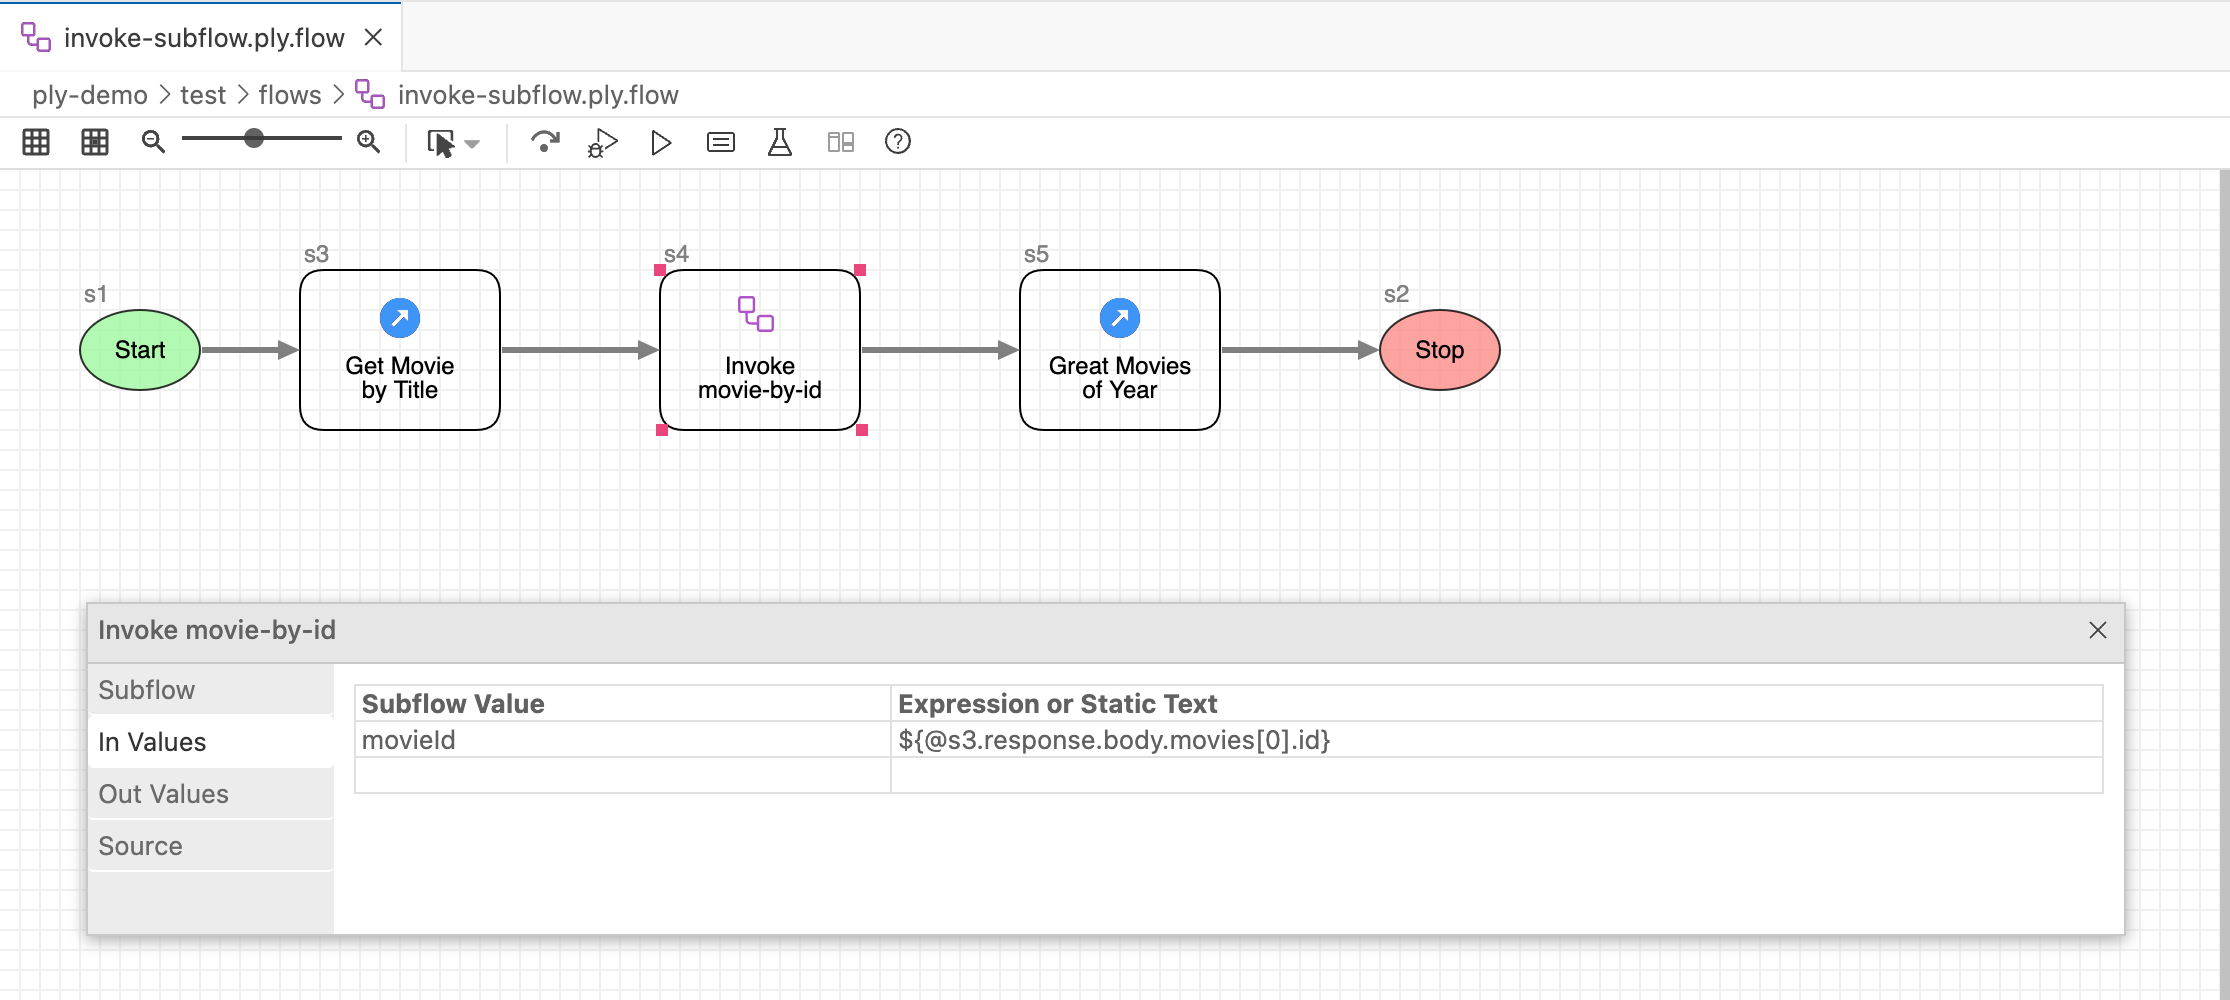 invoke-subflow.ply.flow
ply-demo > test > flows > invoke-subflow.ply.flow
s1
Start
s3
Get Movie
by Title
s4
Invoke
movie-by-id
s5
Great Movies
of Year
s2
Stop
Invoke movie-by-id
Subflow
In Values
Out Values
Source
Subflow Value
Expression or Static Text
movieId
${@s3.response.body.movies[0].id}